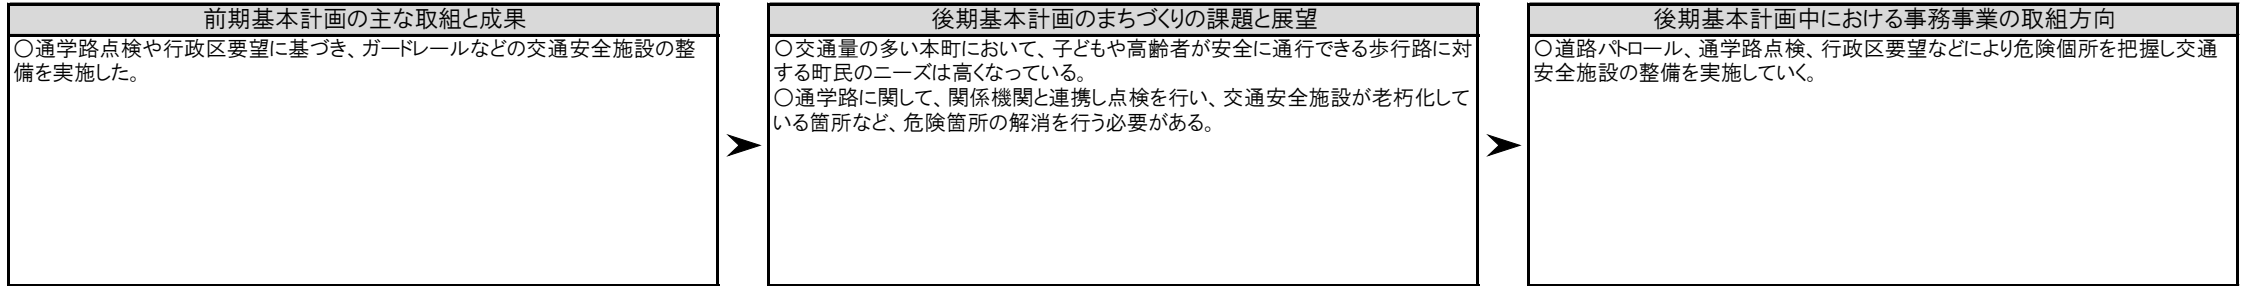 前期基本計画の主な取組と成果
〇通学路点検や行政区要望に基づき、ガードレールなどの交通安全施設の整
備を実施した。
後期基本計画のまちづくりの課題と展望
〇交通量の多い本町において、子どもや高齢者が安全に通行できる歩行路に対
する町民のニーズは高くなっている。
〇通学路に関して、関係機関と連携し点検を行い、交通安全施設が老朽化して
いる箇所など、危険箇所の解消を行う必要がある。
後期基本計画中における事務事業の取組方向
〇道路パトロール、通学路点検、行政区要望などにより危険個所を把握し交通
安全施設の整備を実施していく。